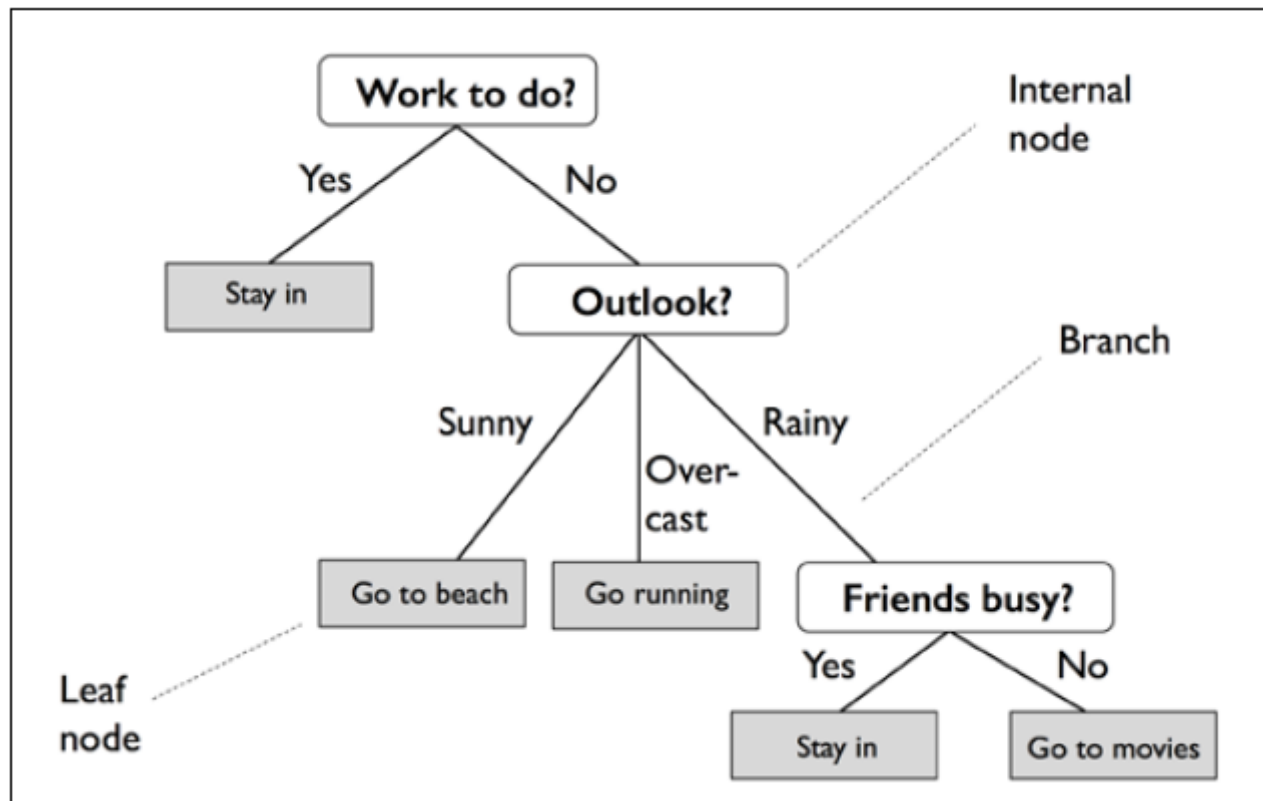 Work to do?
Internal
node
Yes
No
Stay in
Outlook?
Branch
Sunny
Rainy
Over-
cast
Go to beach
Go running
Friends busy?
Leaf
node
Yes
No
Stay in
Go to movies